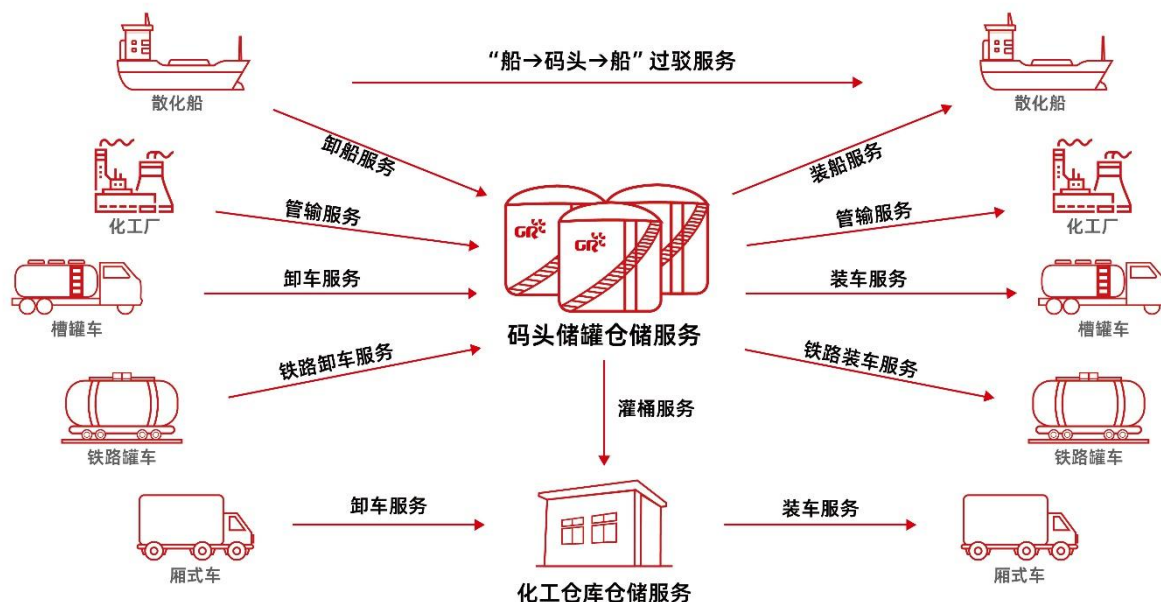 “船→码头→船”过驳服务
散化船
散化船
卸船服务
装船服务
化工厂
管输服务
GR
GR
管输服务
化工厂
槽罐车
卸车服务
装车服务
槽罐车
码头储罐仓储服务
铁路卸车服务
铁路装车服务
铁路罐车
灌桶服务
铁路罐车
卸车服务
装车服务
厢式车
化工仓库仓储服务
厢式车